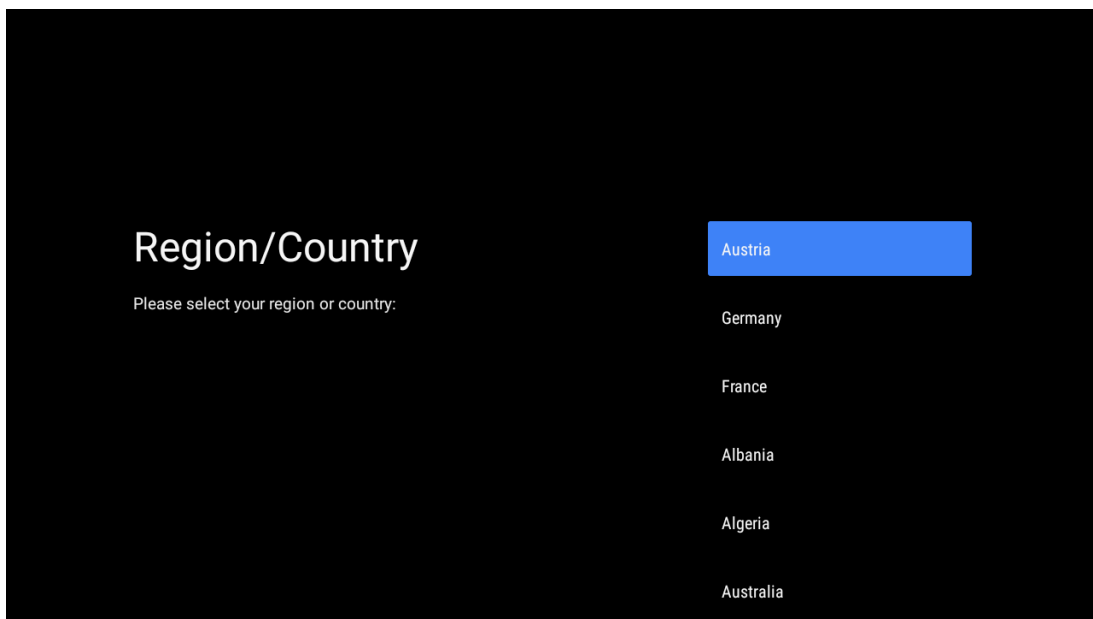 Region/Country
Please select your region or country:
Austria
Germany
France
Albania
Algeria
Australia